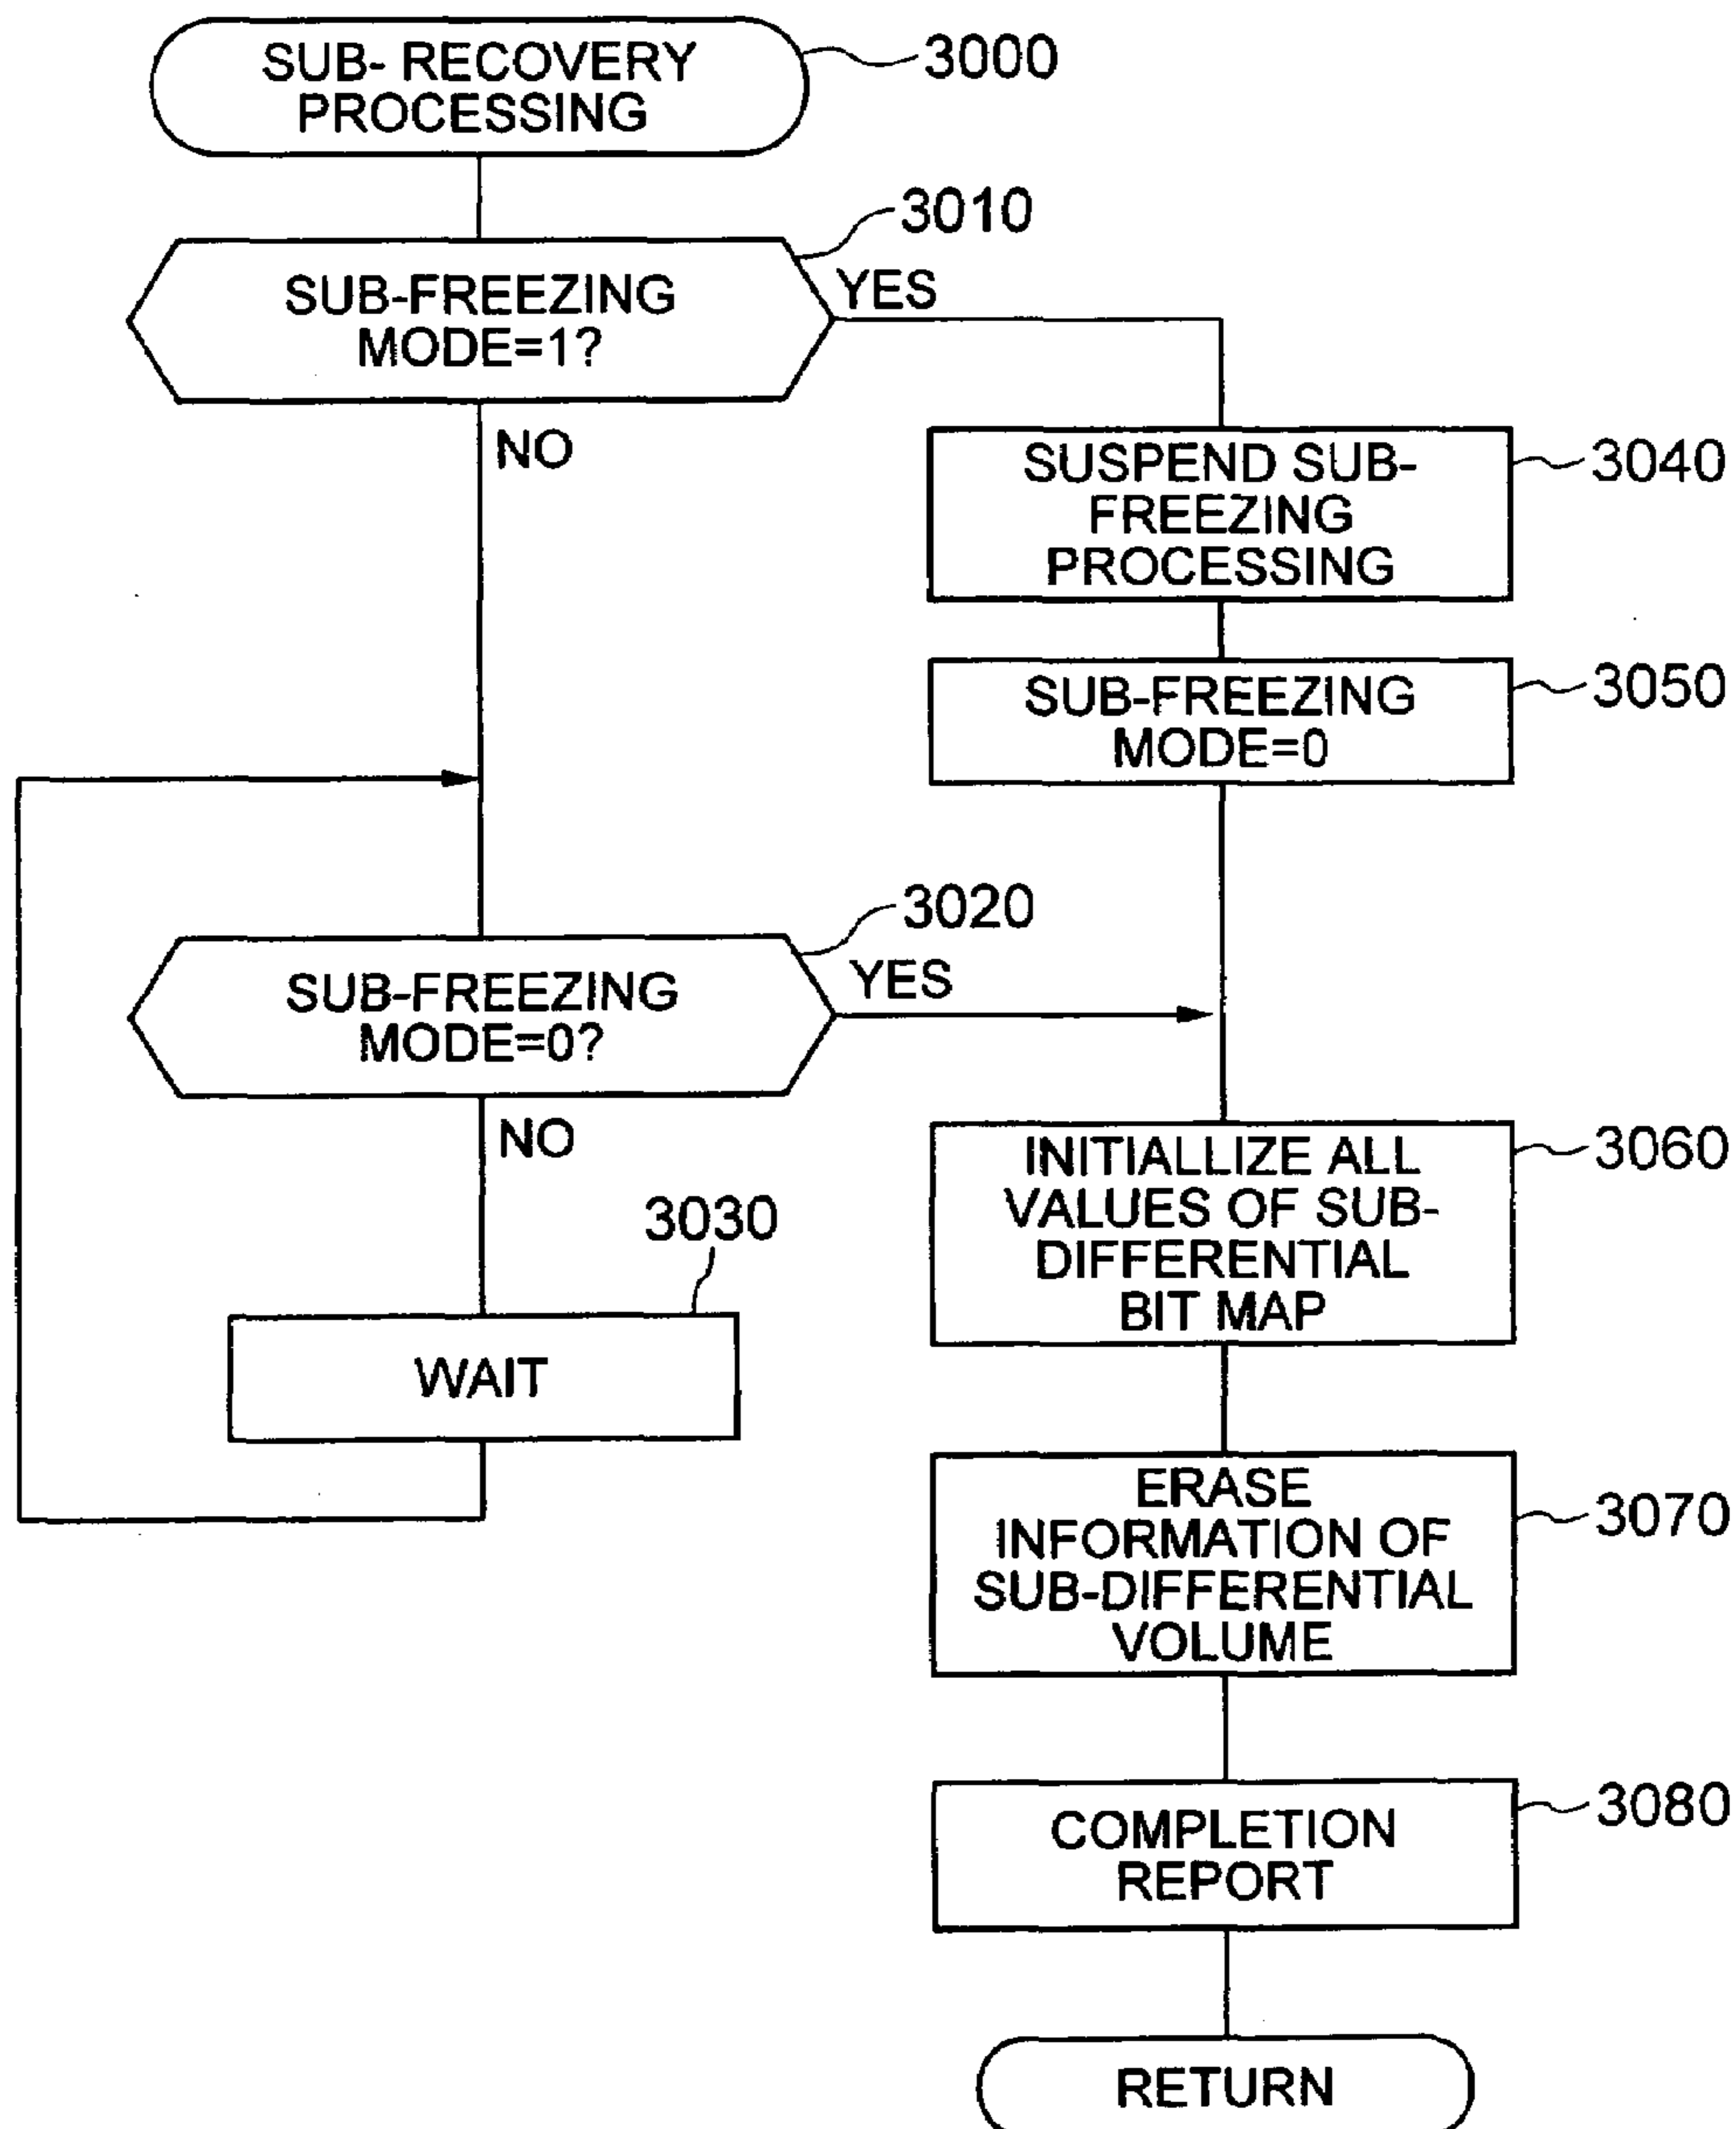 SUB- RECOVERY
PROCESSING
3000
3010
SUB-FREEZING
MODE=1?
YES
NO
SUSPEND SUB-
FREEZING
PROCESSING
3040
SUB-FREEZING
MODE=0
3050
3020
SUB-FREEZING
MODE=0?
YES
NO
INITIALLIZE ALL
VALUES OF SUB-
DIFFERENTIAL
BIT MAP
3060
3030
WAIT
ERASE
INFORMATION OF
SUB-DIFFERENTIAL
VOLUME
3070
COMPLETION
REPORT
3080
RETURN